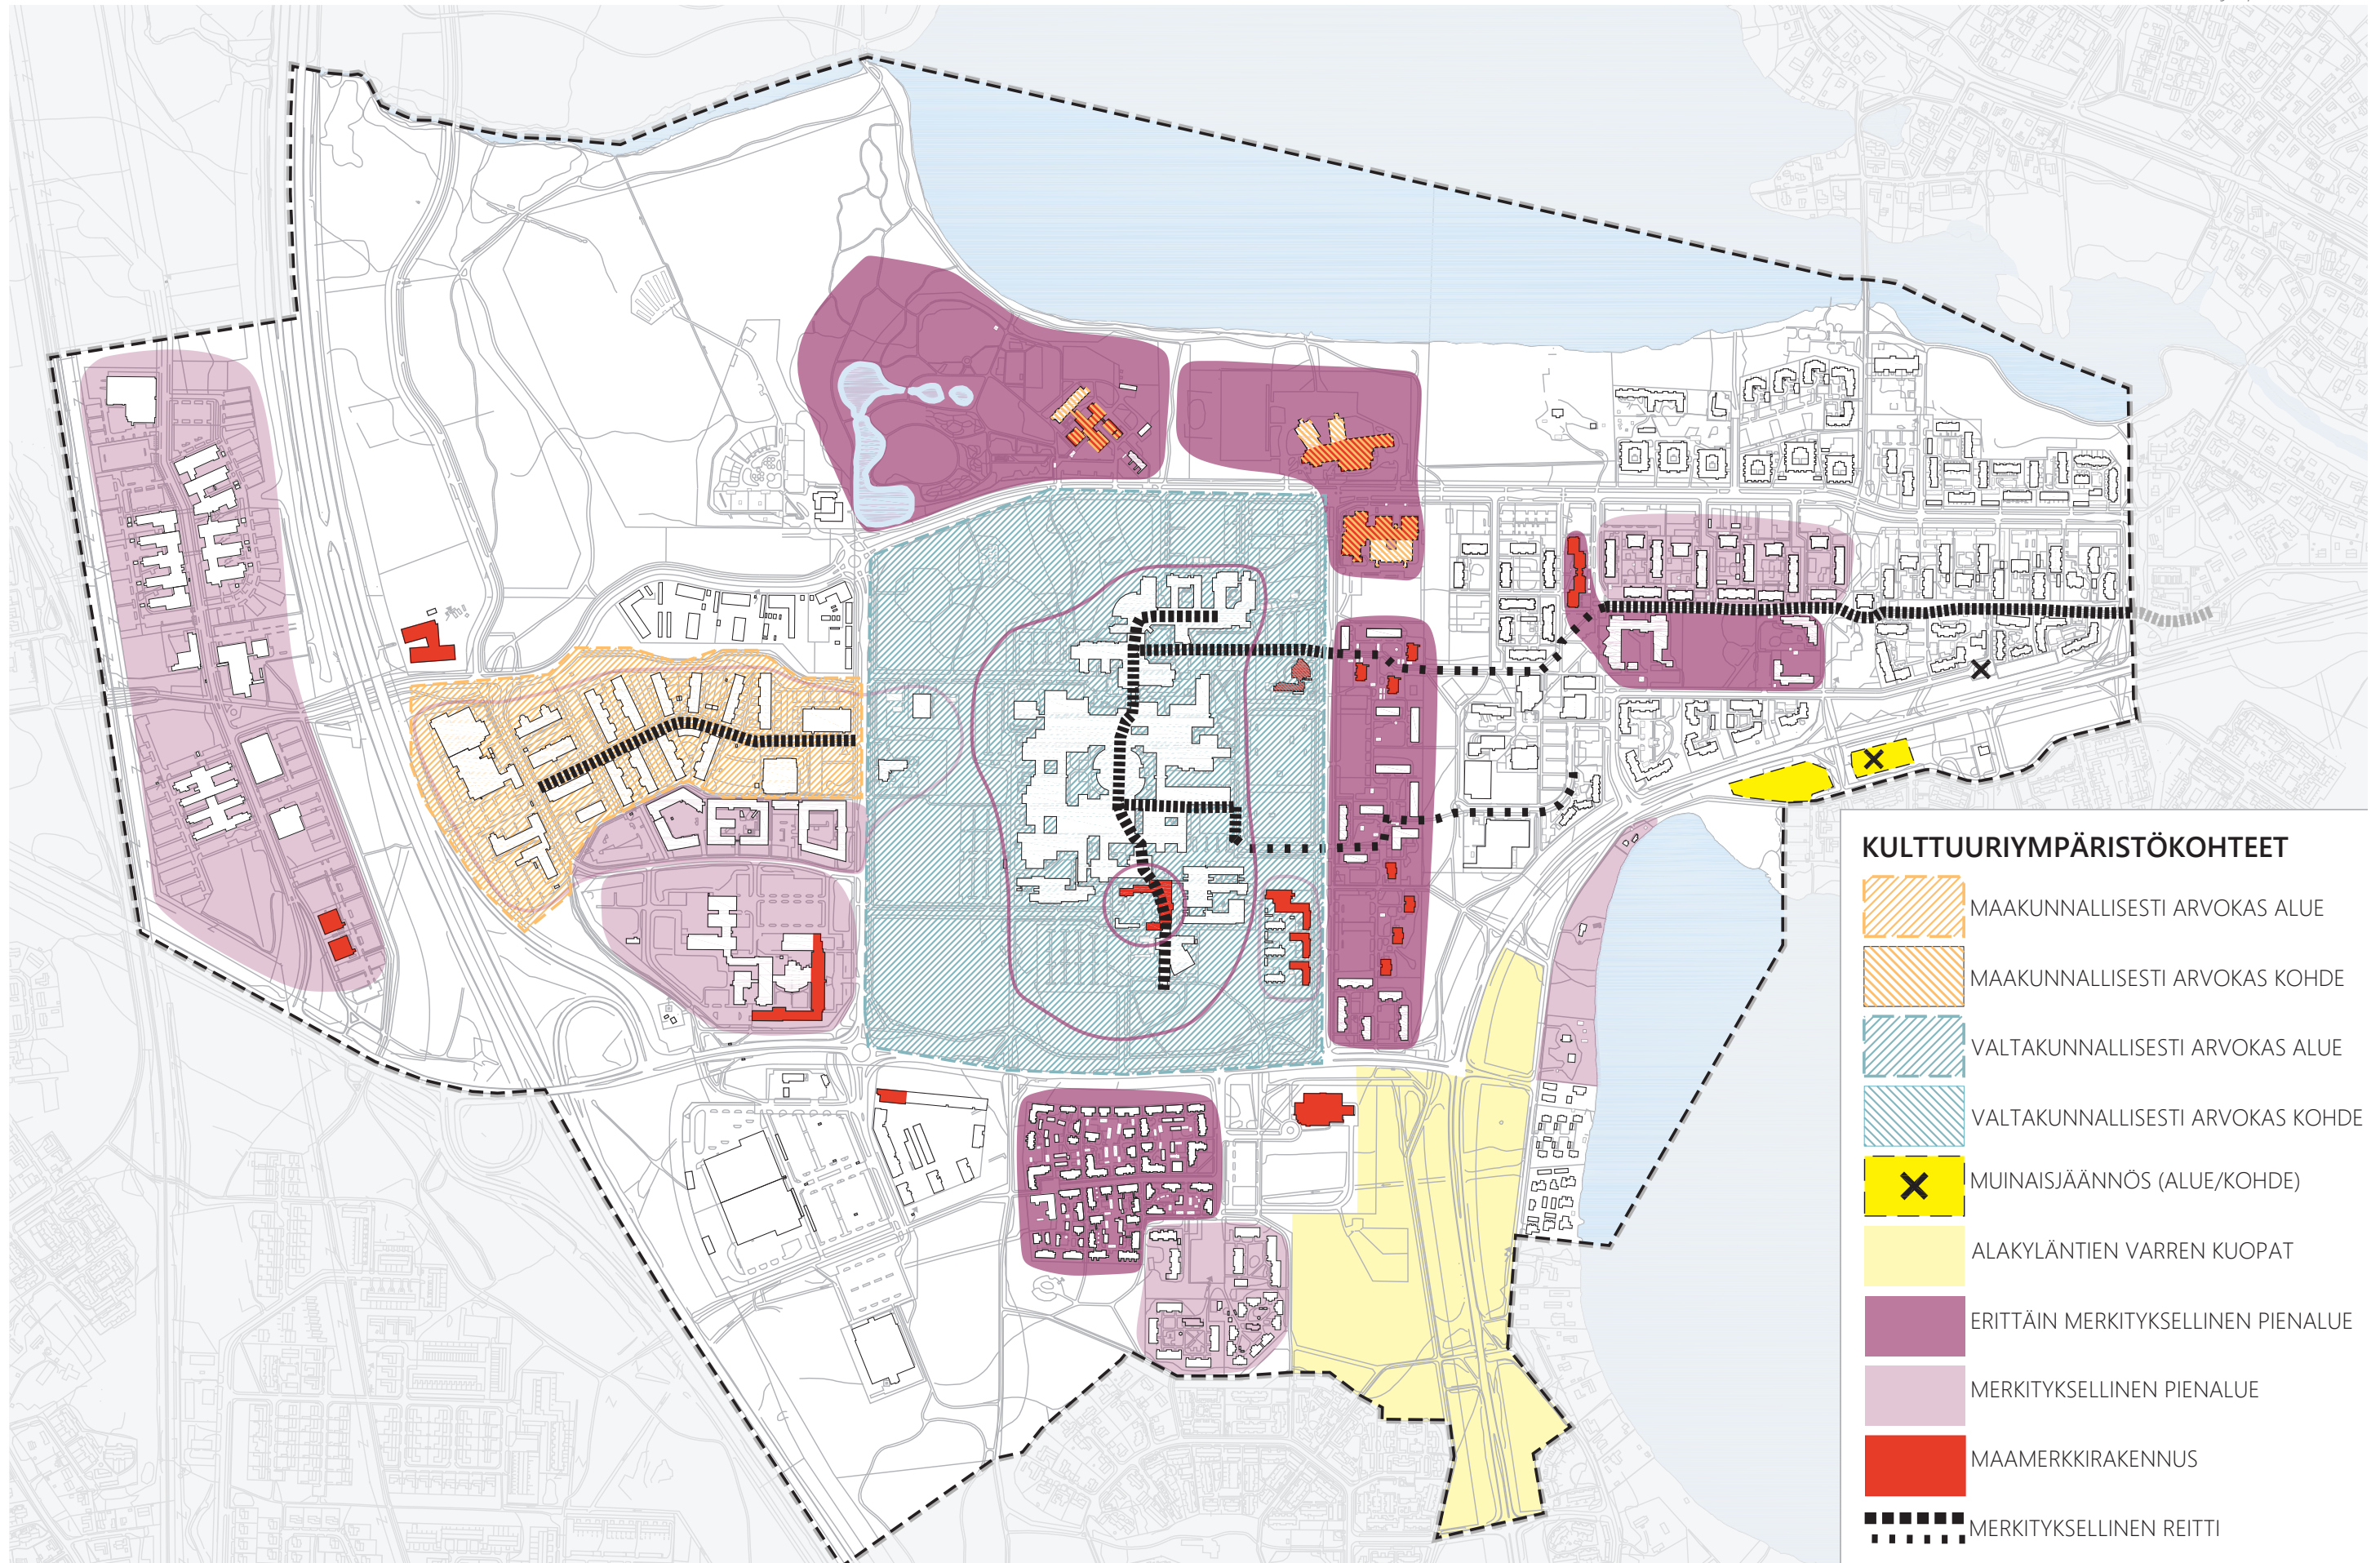 KULTTUURIYMPÄRISTÖKOHTEET
MAAKUNNALLISESTI ARVOKAS ALUE
MAAKUNNALLISESTI ARVOKAS KOHDE
VALTAKUNNALLISESTI ARVOKAS ALUE
VALTAKUNNALLISESTI ARVOKAS KOHDE
MUINAISJÄÄNNÖS (ALUE/KOHDE)
ALAKYLÄNTIEN VARREN KUOPAT
ERITTÄIN MERKITYKSELLINEN PIENALUE
MERKITYKSELLINEN PIENALUE
MAAMERKKIRAKENNUS
MERKITYKSELLINEN REITTI